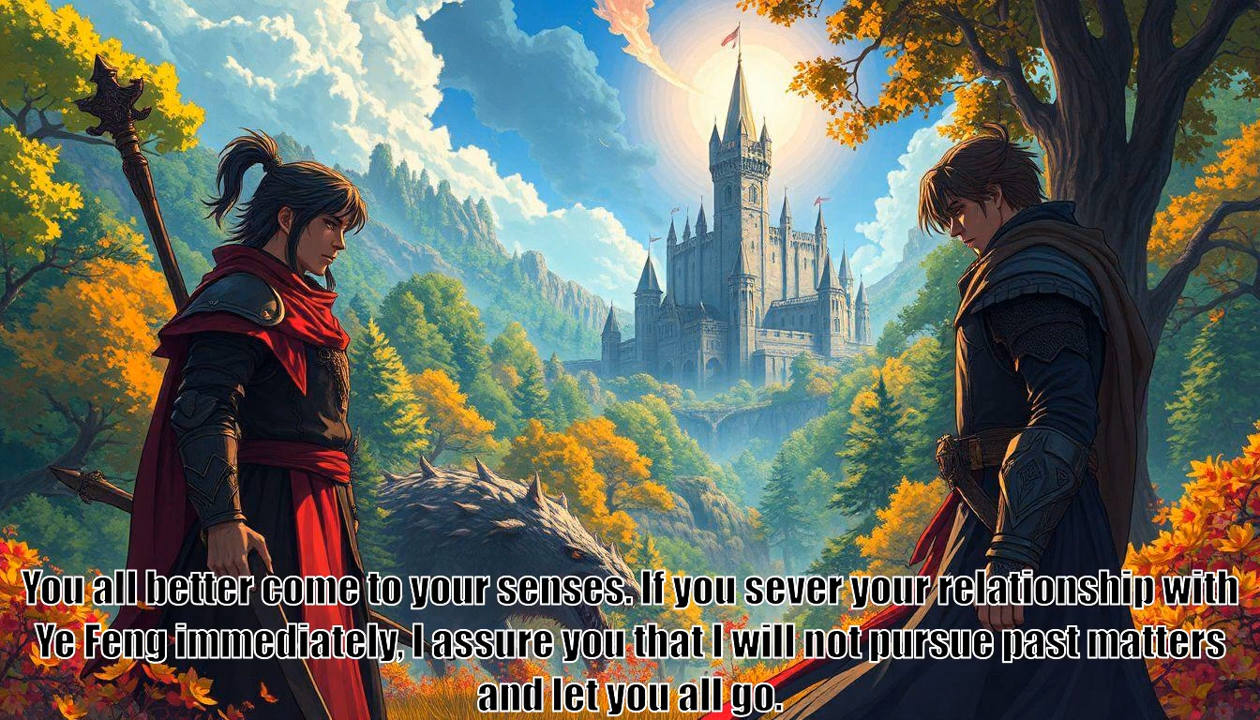 You all better come to your senses. If you sever your relationship with
Ye Feng immediately, I assure you that I will not pursue past matters
and let you all go.